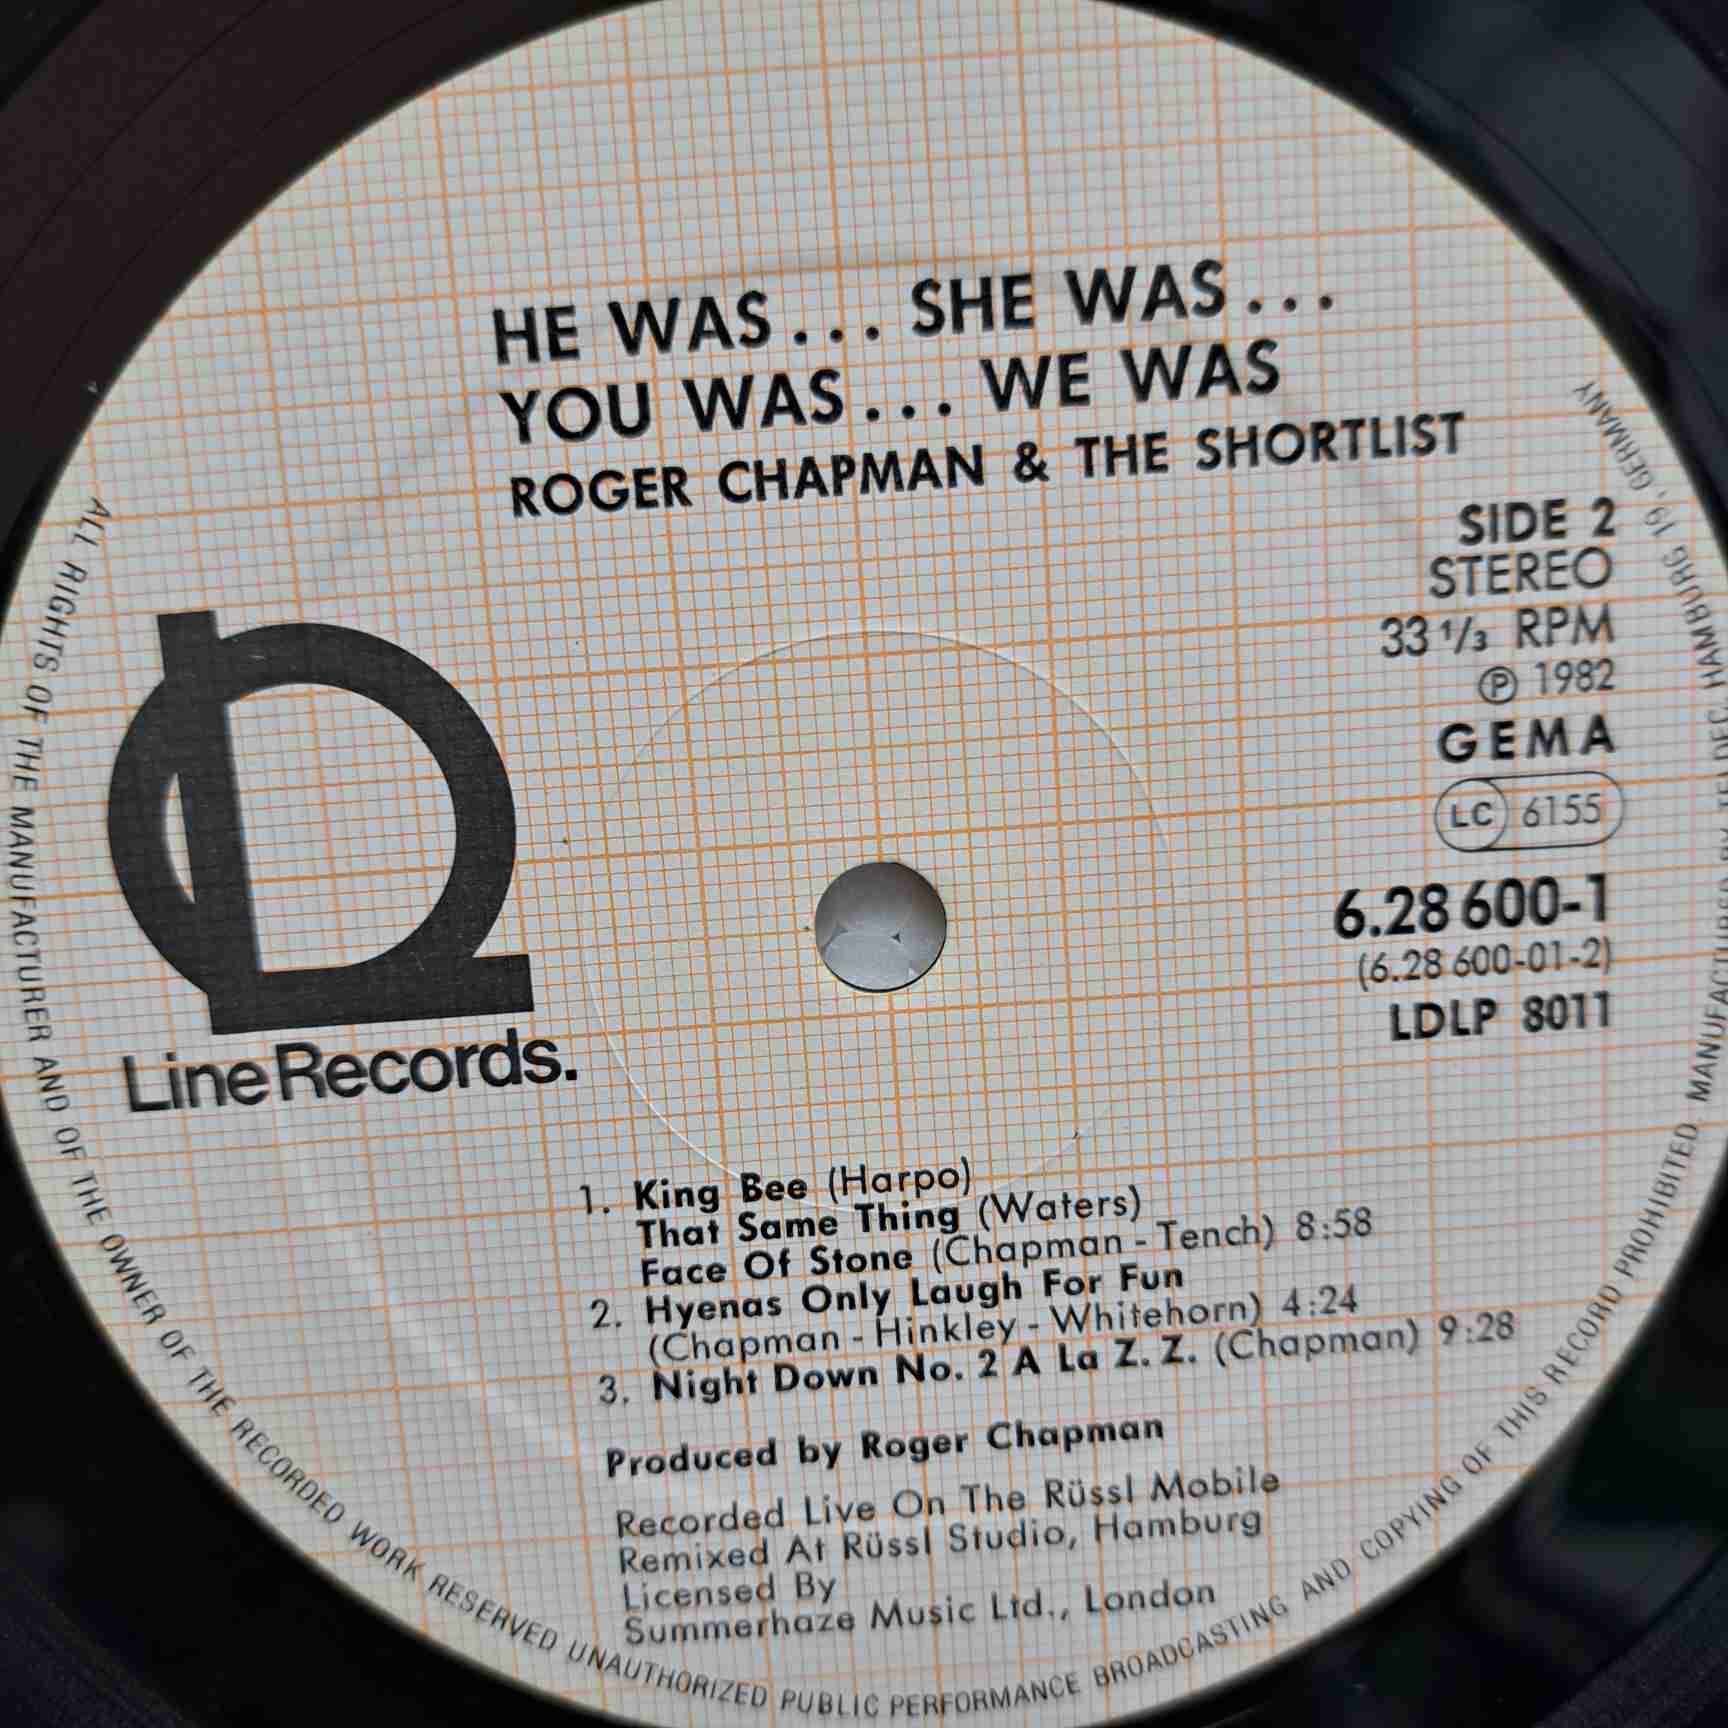 HE WAS... SHE WAS...
YOU WAS... WE WAS
ROGER CHAPMAN & THE SHORTLIST
SIDE 2
STEREO
33 1/3 RPM
Ⓟ 1982
GEMA
LC 6155
6.28 600-1
(6.28 600-01-2)
LDLP 8011
Line Records.
1. King Bee (Harpo)
That Same Thing (Waters)
Face Of Stone (Chapman - Tench) 8:58
2. Hyenas Only Laugh For Fun
(Chapman - Hinkley - Whitehorn) 4:24
3. Night Down No. 2 A La Z. Z. (Chapman) 9:28
Produced by Roger Chapman
Recorded Live On The Rüssl Mobile
Remixed At Rüssl Studio, Hamburg
Licensed By
Summerhaze Music Ltd., London
ALL RIGHTS OF THE MANUFACTURER AND OF THE OWNER OF THE RECORDED WORK RESERVED UNAUTHORIZED PUBLIC PERFORMANCE BROADCASTING AND COPYING OF THIS RECORD PROHIBITED. MANUFACTURED HAMBURG 19, GERMANY